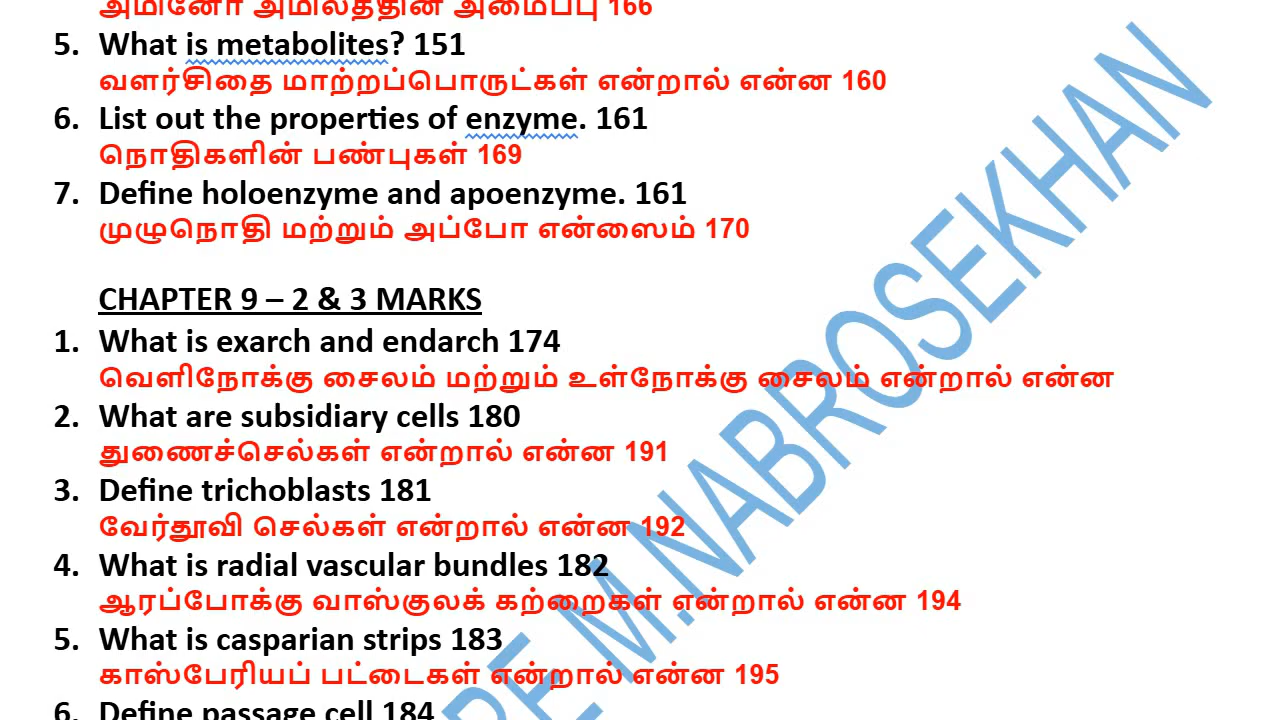 அமினோ அமிலத்தின் அமைப்பு 166
5. What is metabolites? 151
வளர்சிதை மாற்றப்பொருட்கள் என்றால் என்ன 160
6. List out the properties of enzyme. 161
நொதிகளின் பண்புகள் 169
7. Define holoenzyme and apoenzyme. 161
முழுநொதி மற்றும் அப்போ என்ஸைம் 170
CHAPTER 9 – 2 & 3 MARKS
1. What is exarch and endarch 174
வெளிநோக்கு சைலம் மற்றும் உள்நோக்கு சைலம் என்றால் என்ன
2. What are subsidiary cells 180
துணைச்செல்கள் என்றால் என்ன 191
3. Define trichoblasts 181
வேர்தூவி செல்கள் என்றால் என்ன 192
4. What is radial vascular bundles 182
ஆரப்போக்கு வாஸ்குலக் கற்றைகள் என்றால் என்ன 194
5. What is casparian strips 183
காஸ்பேரியப் பட்டைகள் என்றால் என்ன 195
6. Define passage cell 184
M.NABROSEKHAN